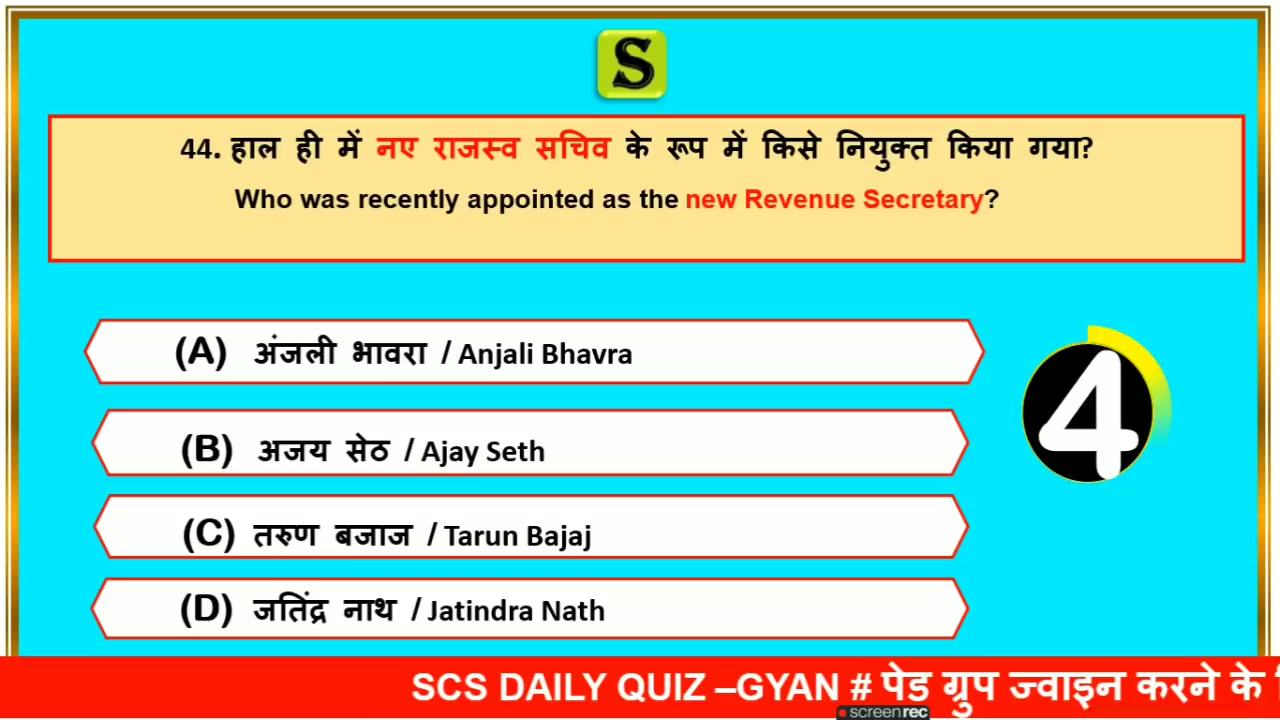 S
44. हाल ही में नए राजस्व सचिव के रूप में किसे नियुक्त किया गया?
Who was recently appointed as the new Revenue Secretary?
(A) अंजली भावरा / Anjali Bhavra
4
(B) अजय सेठ / Ajay Seth
(C) तरुण बजाज / Tarun Bajaj
(D) जतिंद्र नाथ / Jatindra Nath
SCS DAILY QUIZ –GYAN # पेड ग्रुप ज्वाइन करने के
screenrec